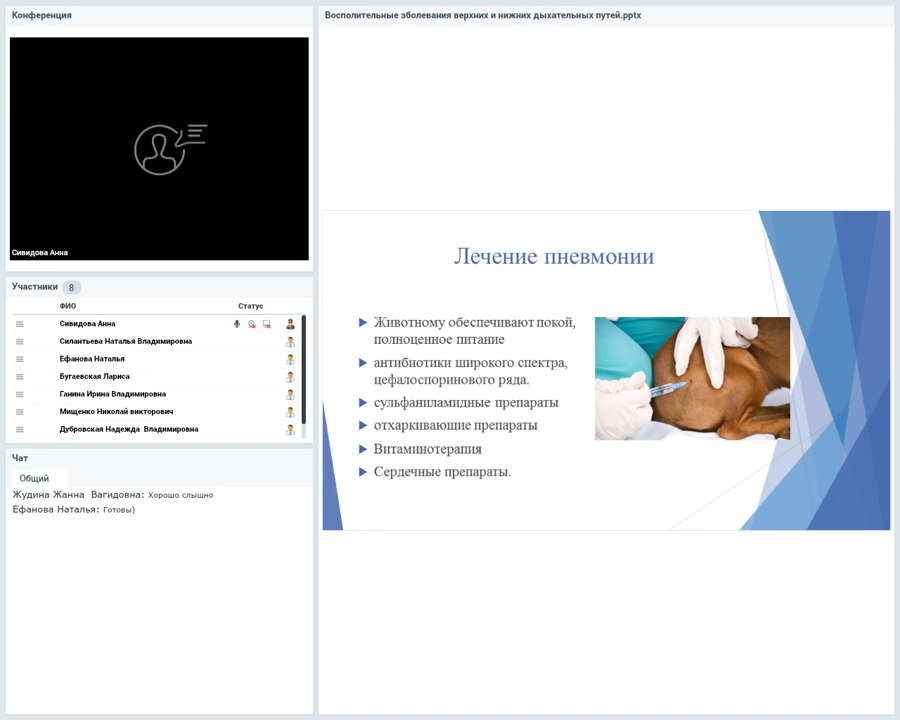 Конференция
Сивидова Анна
Участники 8
ФИО Статус
Сивидова Анна
Силантьева Наталья Владимировна
Ефанова Наталья
Бугаевская Лариса
Ганина Ирина Владимировна
Мищенко Николай викторович
Дубровская Надежда Владимировна
Чат
Общий
Жудина Жанна Вагидовна: Хорошо слышно
Ефанова Наталья: Готовы)
Восполительные зболевания верхних и нижних дыхательных путей.pptx
Лечение пневмонии
Животному обеспечивают покой,
полноценное питание
антибиотики широкого спектра,
цефалоспоринового ряда.
сульфаниламидные препараты
отхаркивающие препараты
Витаминотерапия
Сердечные препараты.